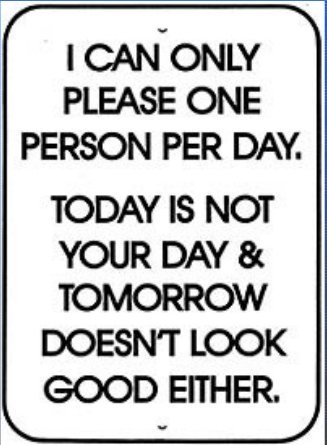 I CAN ONLY
PLEASE ONE
PERSON PER DAY.
TODAY IS NOT
YOUR DAY &
TOMORROW
DOESN'T LOOK
GOOD EITHER.